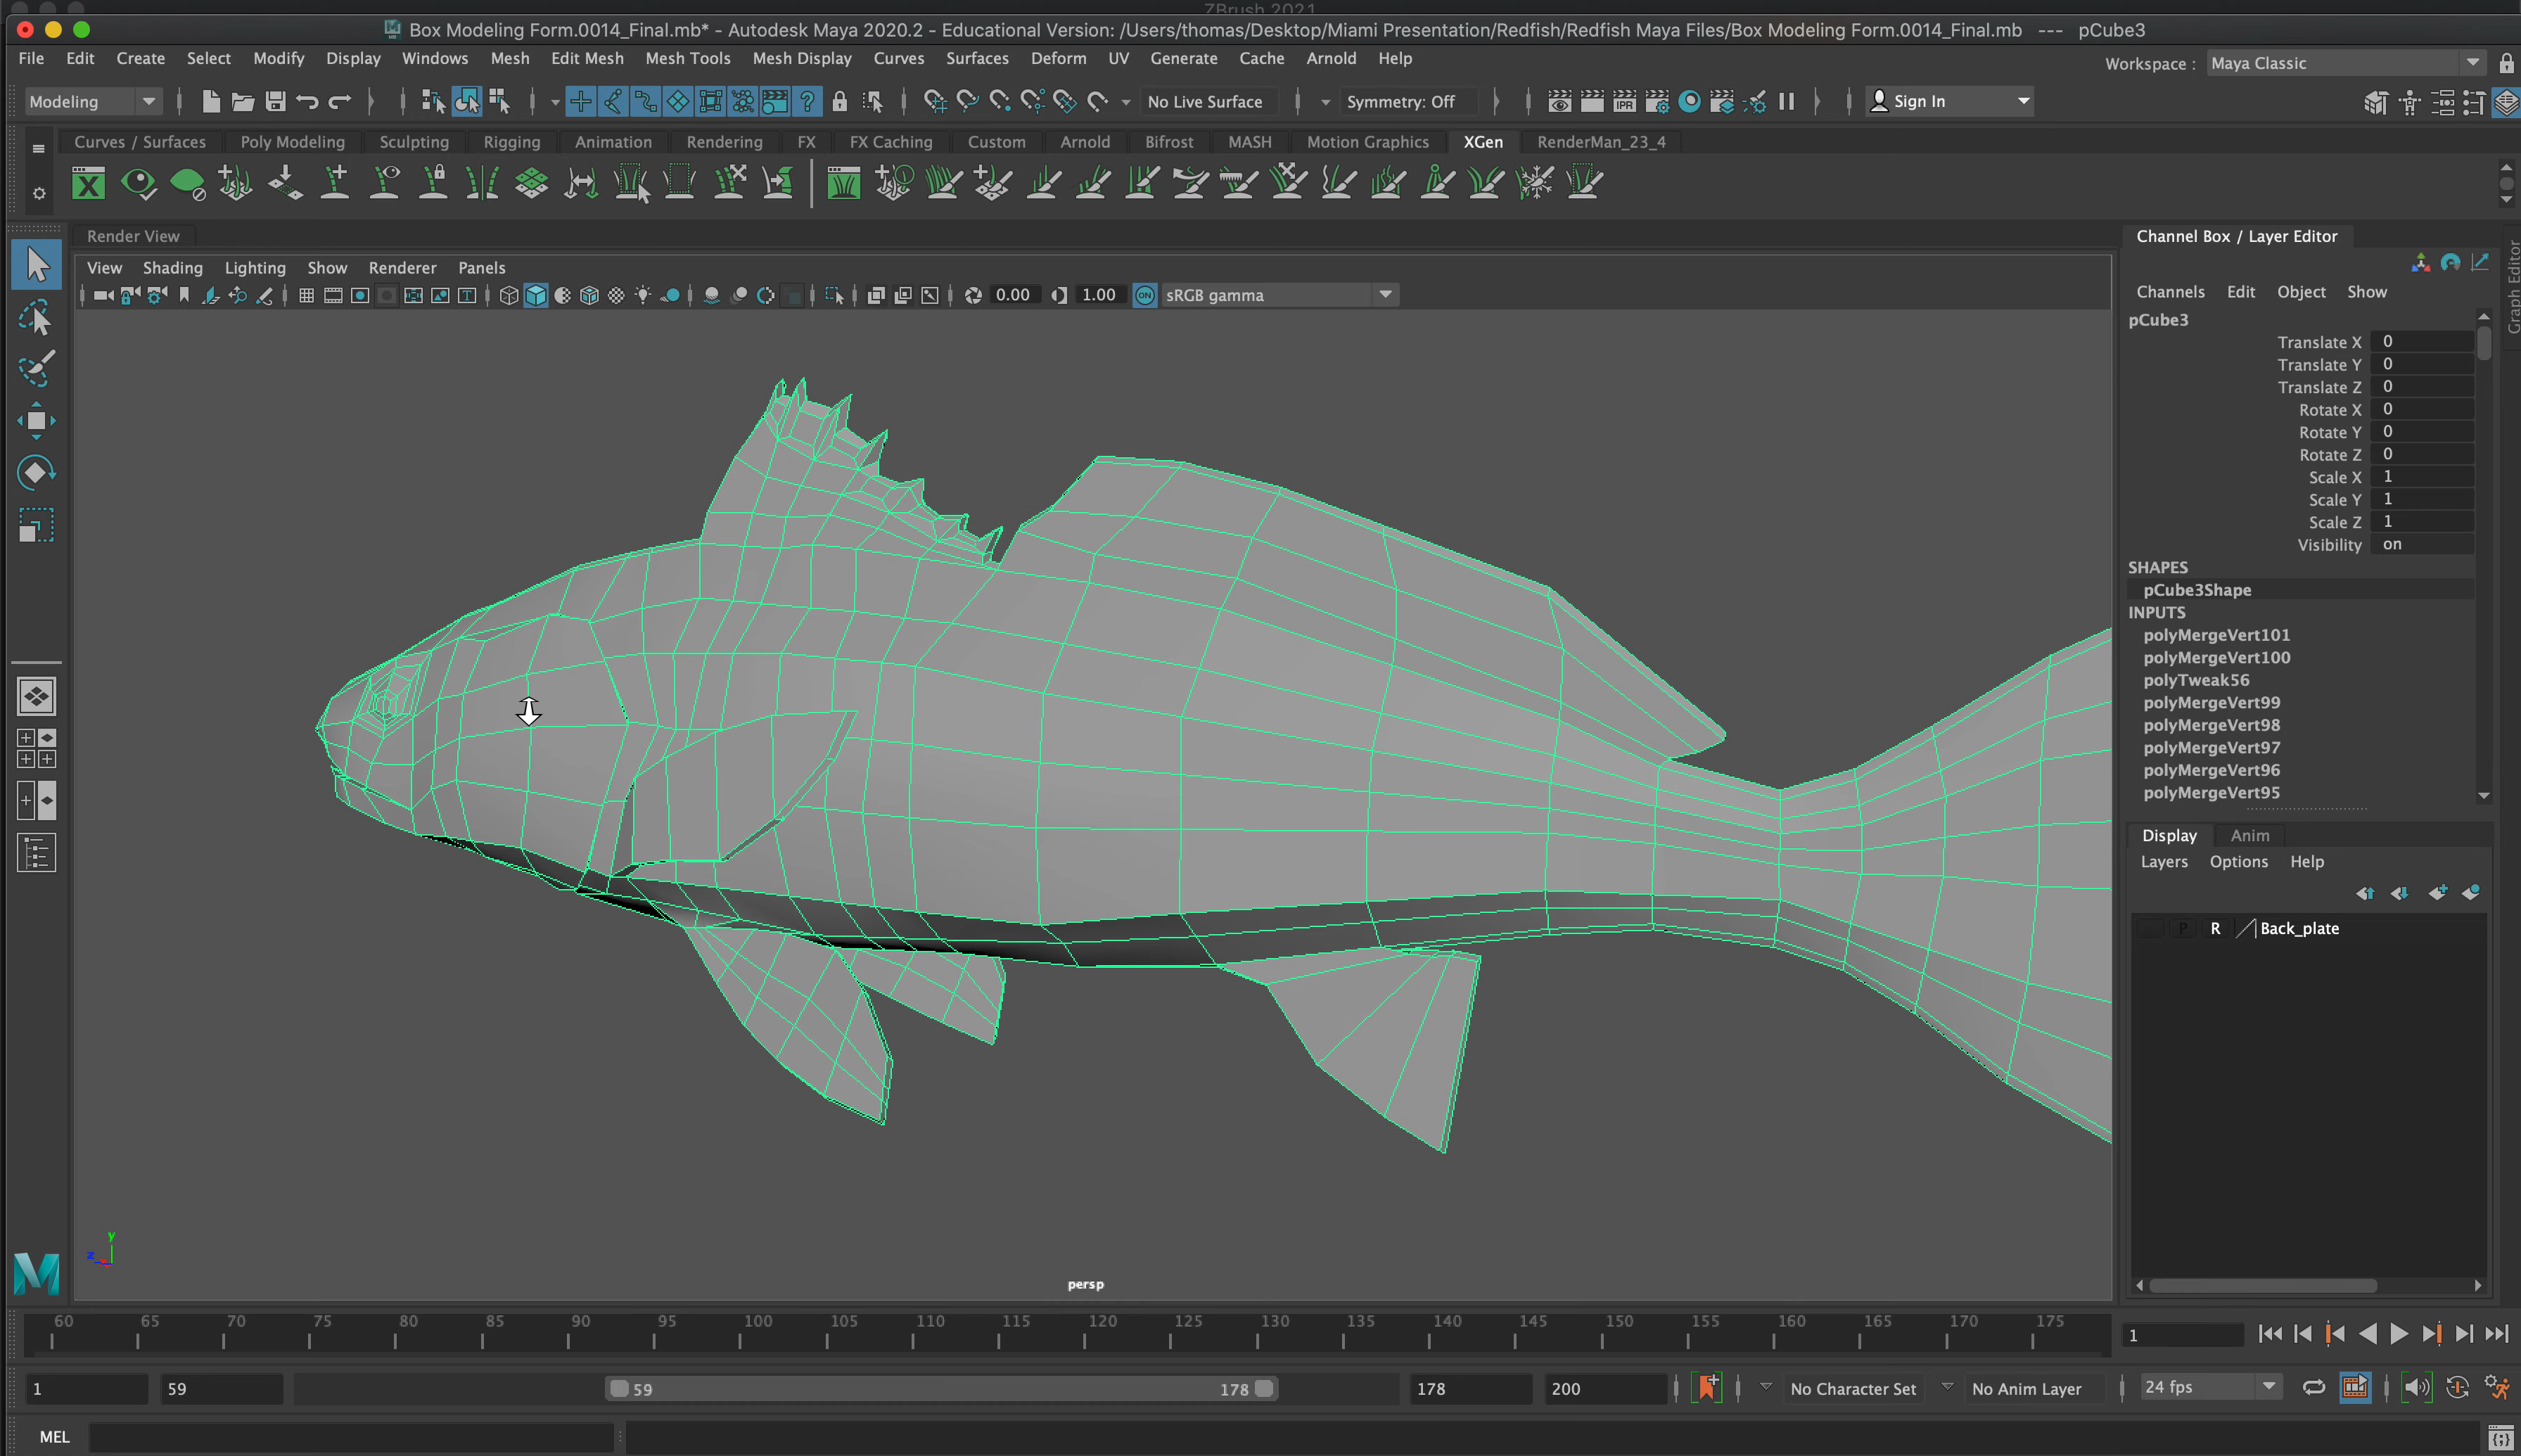 ZBrush 2021
Box Modeling Form.0014_Final.mb* - Autodesk Maya 2020.2 - Educational Version: /Users/thomas/Desktop/Miami Presentation/Redfish/Redfish Maya Files/Box Modeling Form.0014_Final.mb --- pCube3
File Edit Create Select Modify Display Windows Mesh Edit Mesh Mesh Tools Mesh Display Curves Surfaces Deform UV Generate Cache Arnold Help
Workspace : Maya Classic
Modeling No Live Surface Symmetry: Off IPR Sign In
Curves / Surfaces Poly Modeling Sculpting Rigging Animation Rendering FX FX Caching Custom Arnold Bifrost MASH Motion Graphics XGen RenderMan_23_4
Render View
View Shading Lighting Show Renderer Panels
0.00 1.00 ON sRGB gamma
persp
y
z
Channel Box / Layer Editor
Graph Editor
Channels Edit Object Show
pCube3
Translate X 0
Translate Y 0
Translate Z 0
Rotate X 0
Rotate Y 0
Rotate Z 0
Scale X 1
Scale Y 1
Scale Z 1
Visibility on
SHAPES
pCube3Shape
INPUTS
polyMergeVert101
polyMergeVert100
polyTweak56
polyMergeVert99
polyMergeVert98
polyMergeVert97
polyMergeVert96
polyMergeVert95
Display Anim
Layers Options Help
P R Back_plate
60 65 70 75 80 85 90 95 100 105 110 115 120 125 130 135 140 145 150 155 160 165 170 175
1
1 59 59 178 178 200 No Character Set No Anim Layer 24 fps
MEL